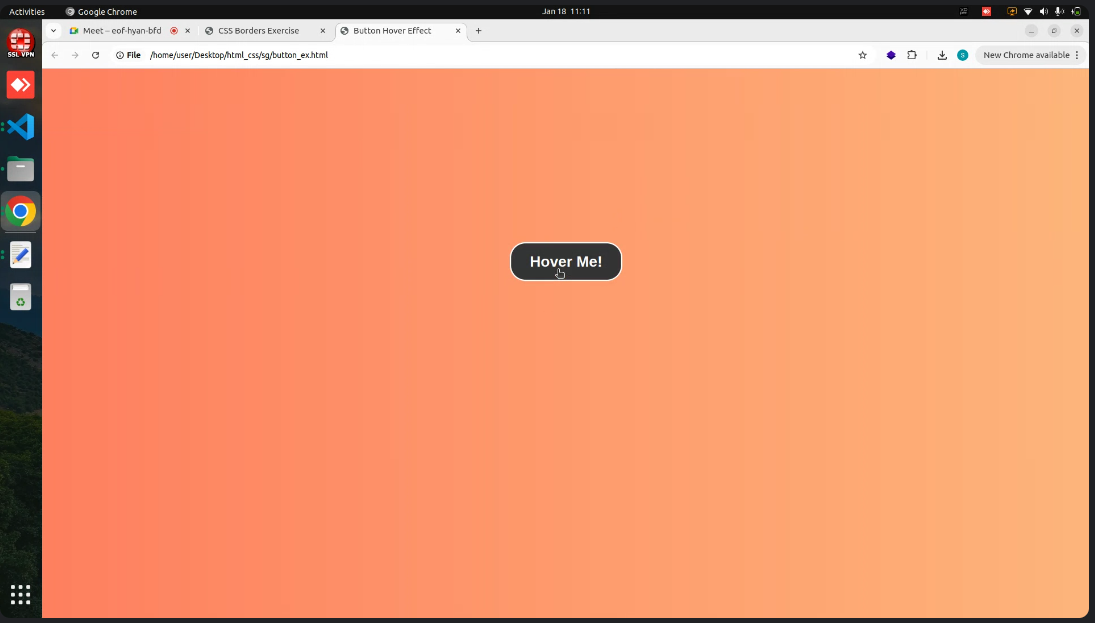 Activities
Google Chrome
Jan 18 11:11
SSL VPN
Meet – eof-hyan-bfd
CSS Borders Exercise
Button Hover Effect
File
/home/user/Desktop/html_css/sg/button_ex.html
S
New Chrome available
Hover Me!